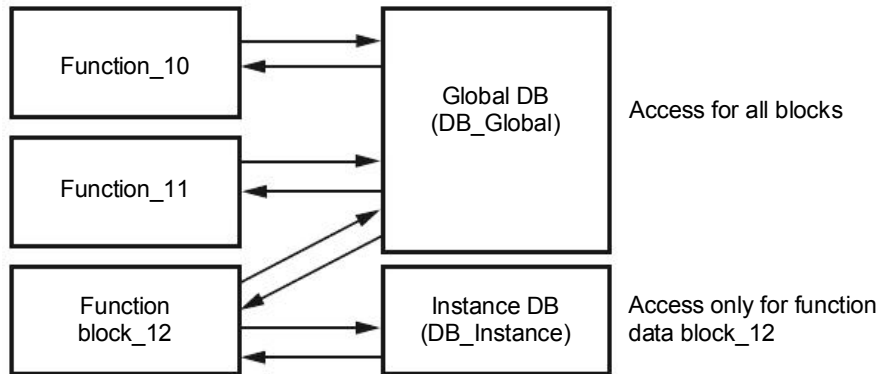 Function_10
Global DB
(DB_Global)
Access for all blocks
Function_11
Function
block_12
Instance DB
(DB_Instance)
Access only for function
data block_12